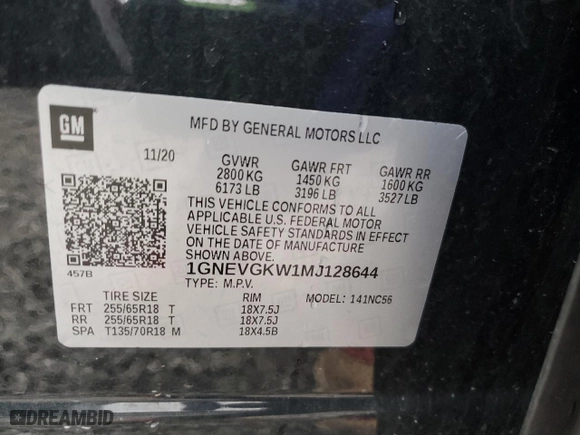 GM
MFD BY GENERAL MOTORS LLC
11/20
GVWR GAWR FRT GAWR RR
2800 KG 1450 KG 1600 KG
6173 LB 3196 LB 3527 LB
THIS VEHICLE CONFORMS TO ALL
APPLICABLE U.S. FEDERAL MOTOR
VEHICLE SAFETY STANDARDS IN EFFECT
ON THE DATE OF MANUFACTURE
SHOWN ABOVE.
457B
1GNEVGKW1MJ128644
TYPE: M.P.V. MODEL: 141NC56
TIRE SIZE RIM
FRT 255/65R18 T 18X7.5J
RR 255/65R18 T 18X7.5J
SPA T135/70R18 M 18X4.5B
DREAMBID